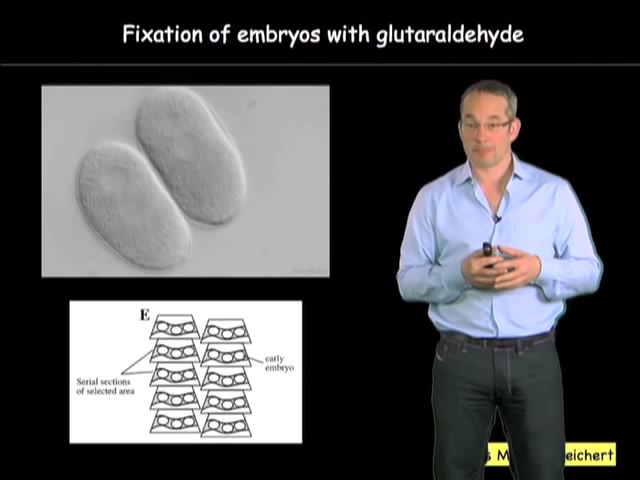 Fixation of embryos with glutaraldehyde
E
early
embryo
Serial sections
of selected area